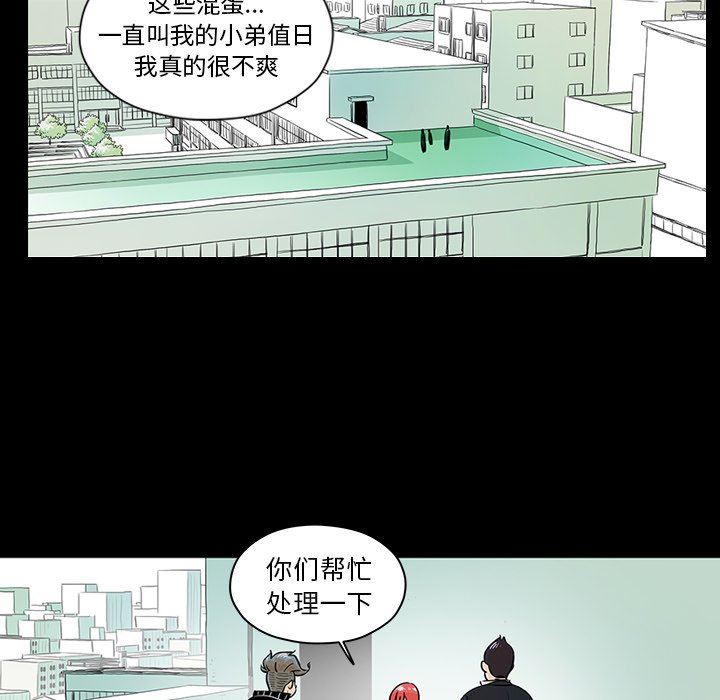 这些混蛋...
一直叫我的小弟值日
我真的很不爽
你们帮忙
处理一下